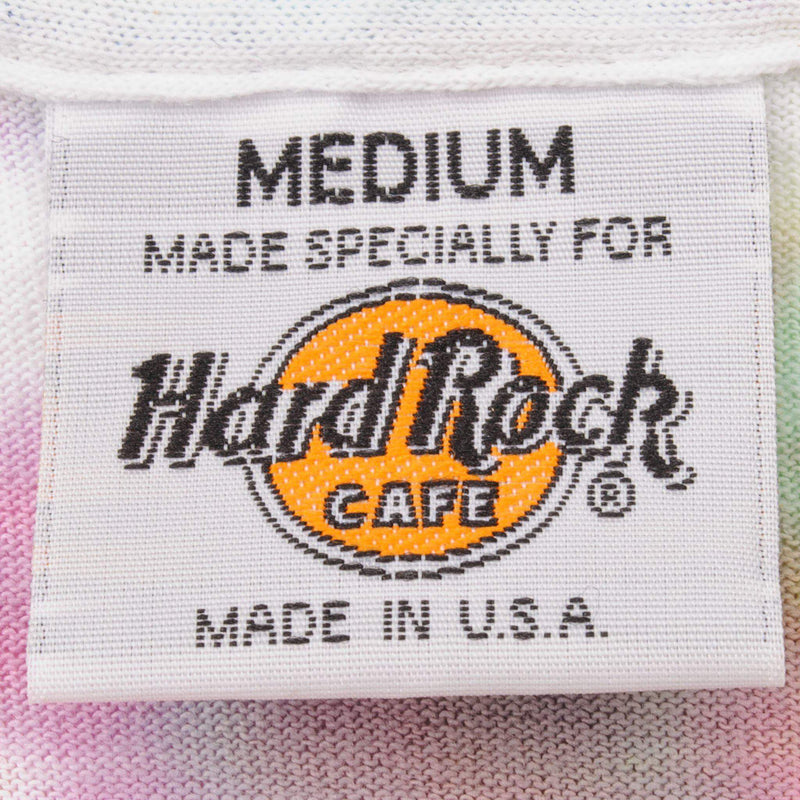 MEDIUM
MADE SPECIALLY FOR
Hard Rock
CAFE
®
MADE IN U.S.A.